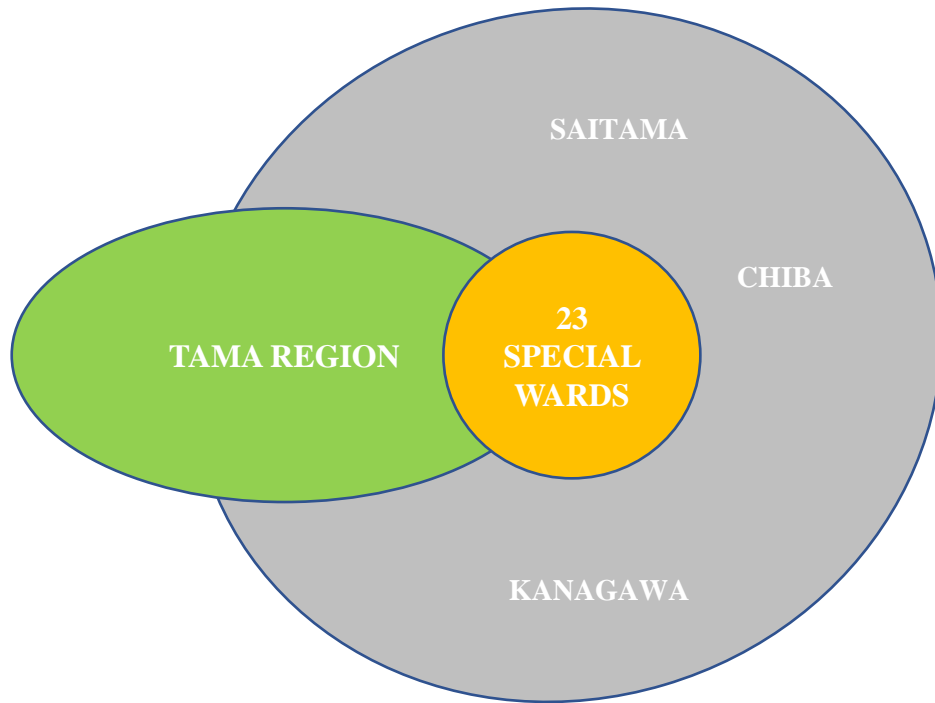 SAITAMA
CHIBA
23
SPECIAL
WARDS
TAMA REGION
KANAGAWA